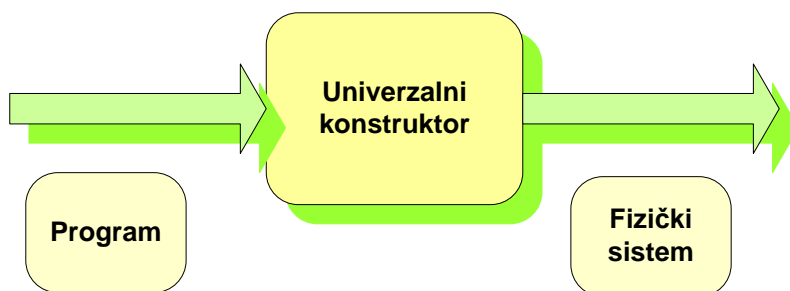 Univerzalni
konstruktor
Program
Fizički
sistem